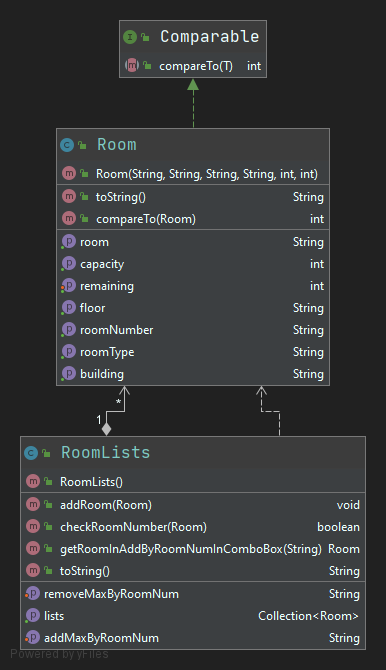 I Comparable
m compareTo(T) int
C Room
m Room(String, String, String, String, int, int)
m toString() String
m compareTo(Room) int
p room String
p capacity int
p remaining int
p floor String
p roomNumber String
p roomType String
p building String
*
1
C RoomLists
m RoomLists()
m addRoom(Room) void
m checkRoomNumber(Room) boolean
m getRoomInAddByRoomNumInComboBox(String) Room
m toString() String
p removeMaxByRoomNum String
p lists Collection<Room>
p addMaxByRoomNum String
Powered by yFiles